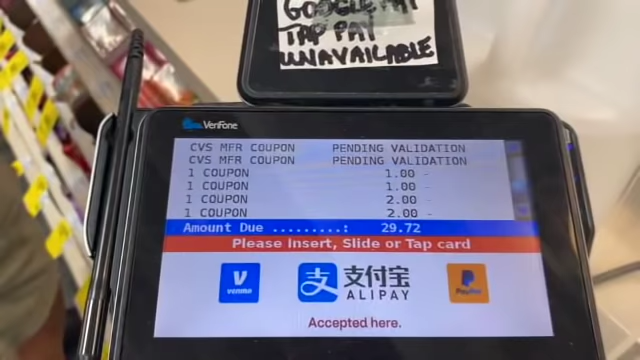 GOOGLE PAY
TAP PAY
UNAVAILABLE
VeriFone
CVS MFR COUPON PENDING VALIDATION
CVS MFR COUPON PENDING VALIDATION
1 COUPON 1.00 -
1 COUPON 1.00 -
1 COUPON 2.00 -
1 COUPON 2.00 -
Amount Due .........: 29.72
Please Insert, Slide or Tap card
V venmo 支 支付宝 ALIPAY PayPal
Accepted here.